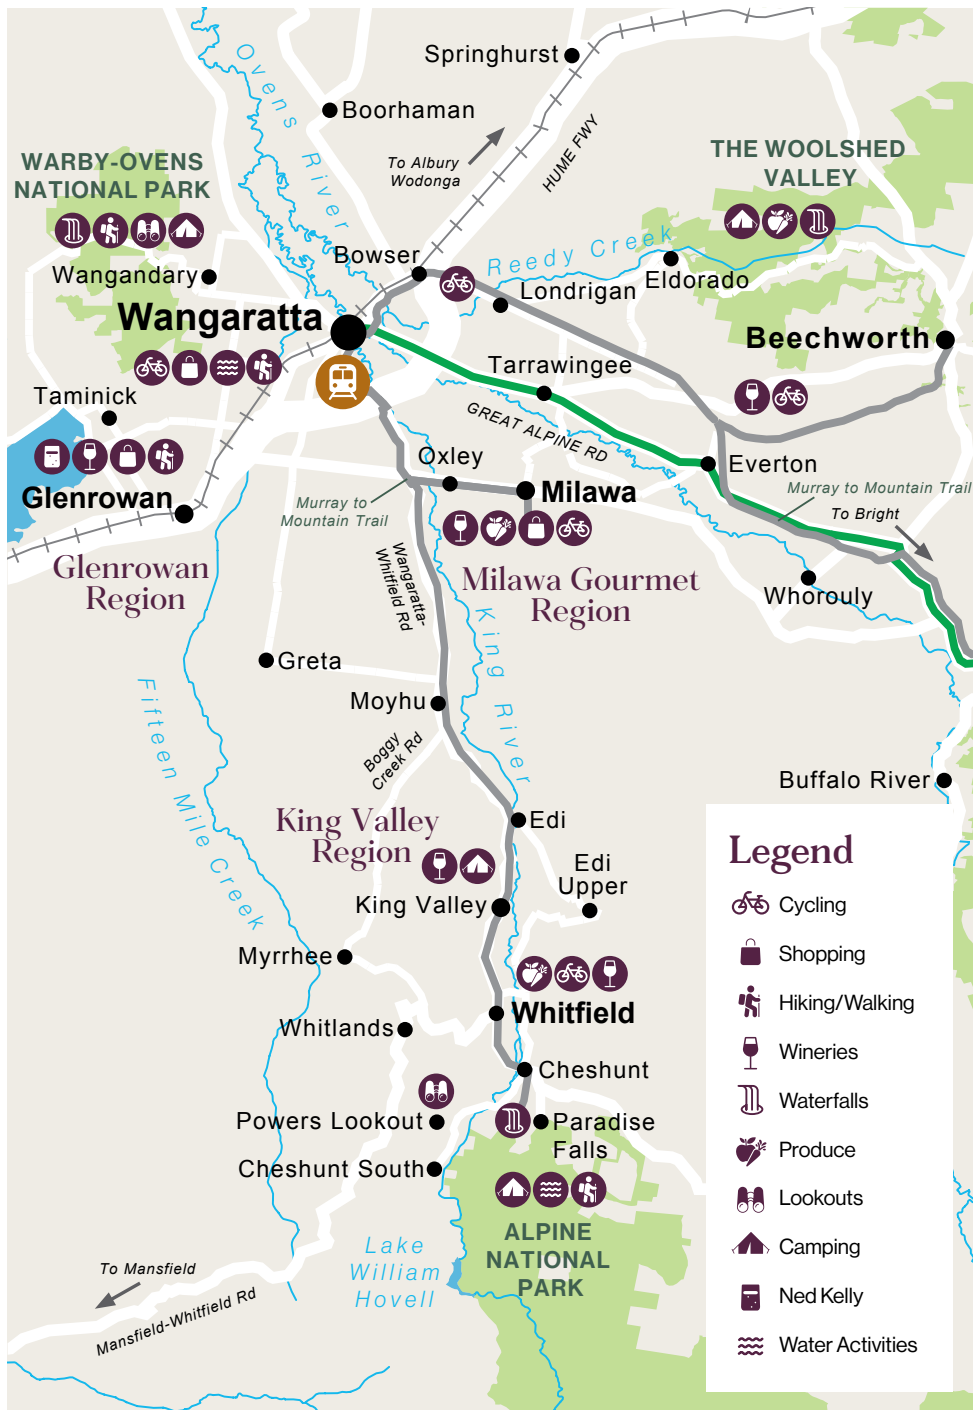 Springhurst
Ovens River
Boorhaman
To Albury
Wodonga
HUME FWY
WARBY-OVENS
NATIONAL PARK
THE WOOLSHED
VALLEY
Bowser
Reedy Creek
Wangandary
Eldorado
Londrigan
Wangaratta
Beechworth
Tarrawingee
Taminick
GREAT ALPINE RD
Oxley
Everton
Glenrowan
Milawa
Murray to
Mountain Trail
Murray to Mountain Trail
To Bright
Wangaratta-
Whitfield Rd
Glenrowan
Region
Milawa Gourmet
Region
Whorouly
King River
Greta
Fifteen Mile Creek
Moyhu
Boggy
Creek Rd
Buffalo River
King Valley
Region
Edi
Edi
Upper
King Valley
Myrrhee
Whitfield
Whitlands
Cheshunt
Powers Lookout
Paradise
Falls
Cheshunt South
ALPINE
NATIONAL
PARK
Lake
William
Hovell
To Mansfield
Mansfield-Whitfield Rd
Legend
Cycling
Shopping
Hiking/Walking
Wineries
Waterfalls
Produce
Lookouts
Camping
Ned Kelly
Water Activities